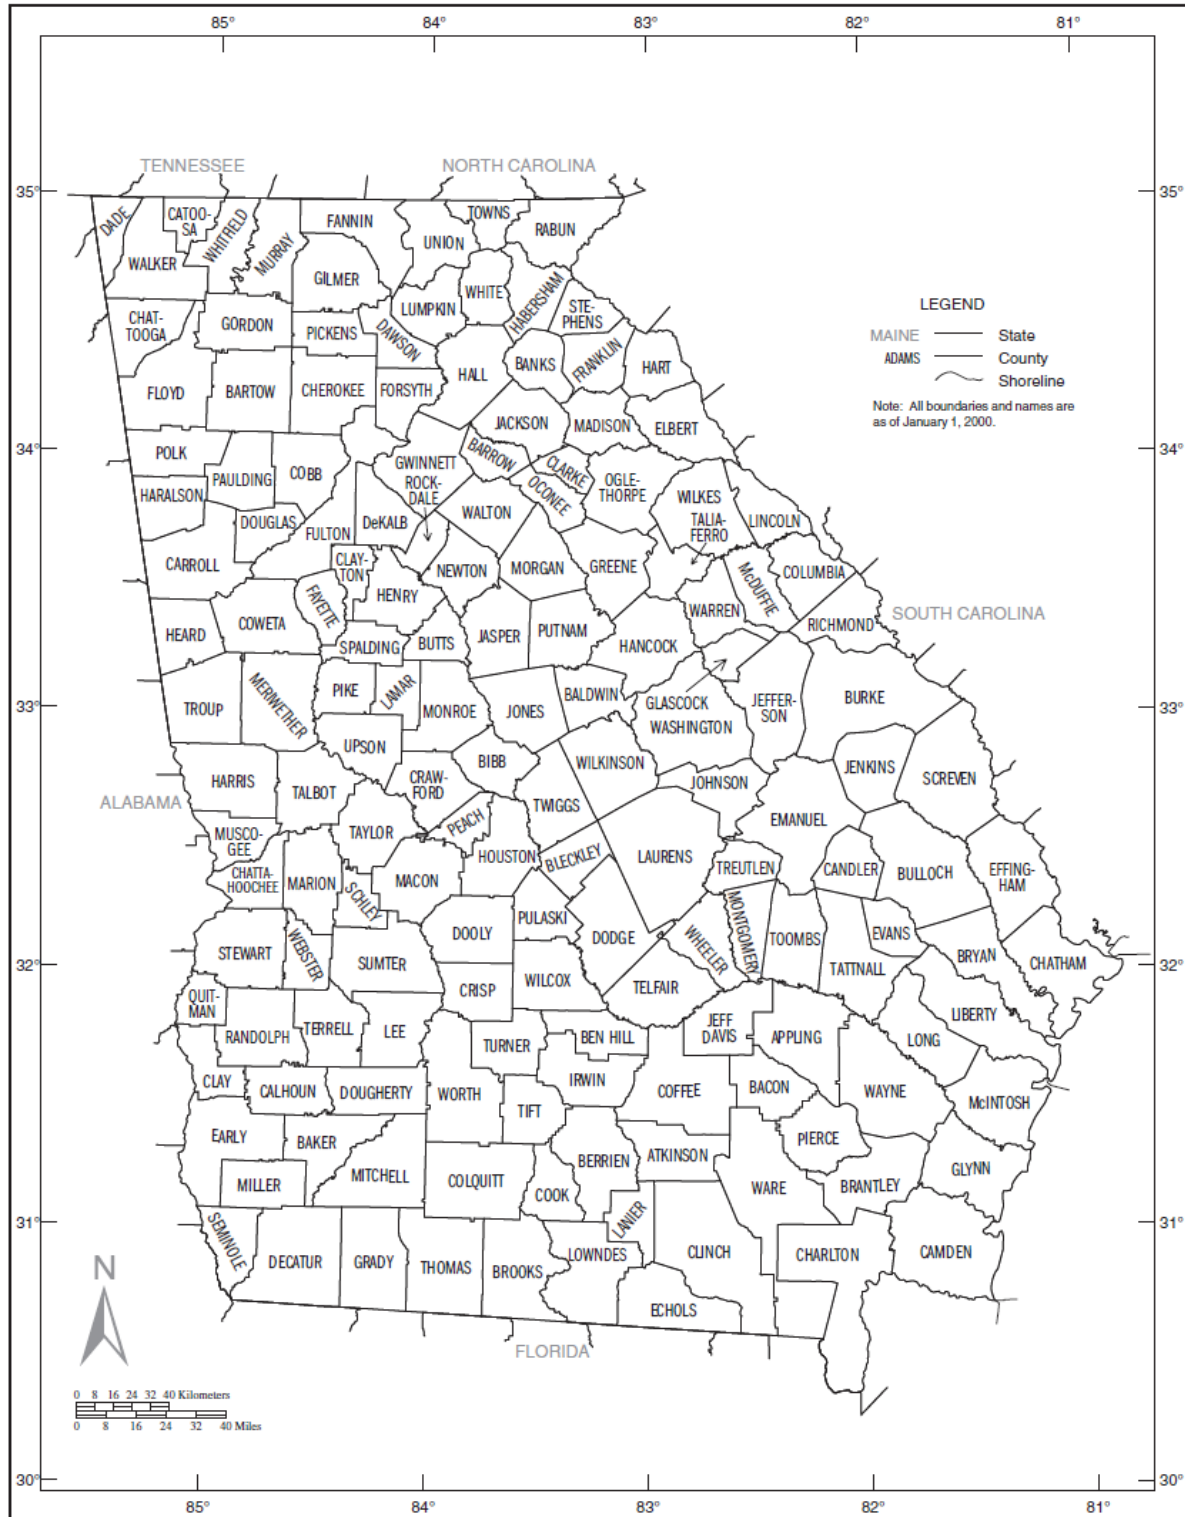 85° 84° 83° 82° 81°
TENNESSEE NORTH CAROLINA
35° 35°
DADE
CATOO-
SA
WHITFIELD
MURRAY
FANNIN
TOWNS
UNION
RABUN
WALKER
GILMER
WHITE
HABERSHAM
STE-
PHENS
LUMPKIN
CHAT-
TOOGA
GORDON
PICKENS
DAWSON
BANKS
FRANKLIN
HART
HALL
FLOYD
BARTOW
CHEROKEE
FORSYTH
JACKSON
MADISON
ELBERT
LEGEND
MAINE State
ADAMS County
Shoreline
Note: All boundaries and names are
as of January 1, 2000.
34° 34°
POLK
PAULDING
COBB
GWINNETT
BARROW
CLARKE
OCONEE
OGLE-
THORPE
WILKES
LINCOLN
HARALSON
ROCK-
DALE
WALTON
TALIA-
FERRO
DOUGLAS
FULTON
DeKALB
CARROLL
CLAY-
TON
NEWTON
MORGAN
GREENE
McDUFFIE
COLUMBIA
FAYETTE
HENRY
WARREN
RICHMOND
SOUTH CAROLINA
HEARD
COWETA
SPALDING
BUTTS
JASPER
PUTNAM
HANCOCK
TROUP
MERIWETHER
PIKE
LAMAR
MONROE
JONES
BALDWIN
GLASCOCK
WASHINGTON
JEFFER-
SON
BURKE
33° 33°
UPSON
BIBB
WILKINSON
JOHNSON
JENKINS
SCREVEN
ALABAMA
HARRIS
TALBOT
CRAW-
FORD
TWIGGS
PEACH
EMANUEL
MUSCO-
GEE
TAYLOR
HOUSTON
BLECKLEY
LAURENS
TREUTLEN
CANDLER
BULLOCH
EFFING-
HAM
CHATTA-
HOOCHEE
MARION
SCHLEY
MACON
PULASKI
MONTGOMERY
STEWART
WEBSTER
DOOLY
DODGE
WHEELER
TOOMBS
EVANS
BRYAN
CHATHAM
SUMTER
TATTNALL
32° 32°
QUIT-
MAN
CRISP
WILCOX
TELFAIR
LIBERTY
RANDOLPH
TERRELL
LEE
TURNER
BEN HILL
JEFF
DAVIS
APPLING
LONG
CLAY
CALHOUN
DOUGHERTY
WORTH
IRWIN
COFFEE
BACON
WAYNE
McINTOSH
TIFT
EARLY
BAKER
BERRIEN
ATKINSON
PIERCE
GLYNN
MILLER
MITCHELL
COLQUITT
COOK
WARE
BRANTLEY
31° 31°
SEMINOLE
LANIER
DECATUR
GRADY
THOMAS
BROOKS
LOWNDES
CLINCH
CHARLTON
CAMDEN
N
ECHOLS
FLORIDA
0 8 16 24 32 40 Kilometers
0 8 16 24 32 40 Miles
30° 30°
85° 84° 83° 82° 81°